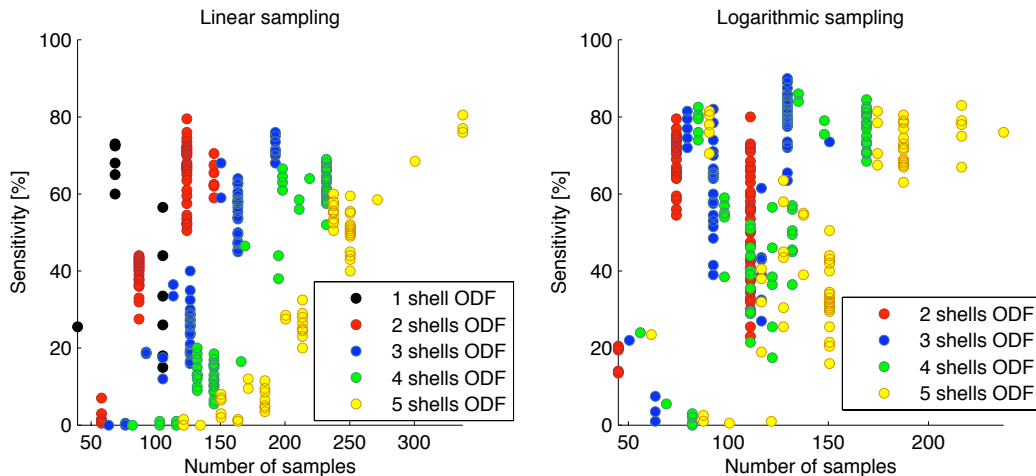 Linear sampling
100
80
60
40
20
0
Sensitivity [%]
50 100 150 200 250 300
Number of samples
1 shell ODF
2 shells ODF
3 shells ODF
4 shells ODF
5 shells ODF
Logarithmic sampling
100
80
60
40
20
0
Sensitivity [%]
50 100 150 200
Number of samples
2 shells ODF
3 shells ODF
4 shells ODF
5 shells ODF